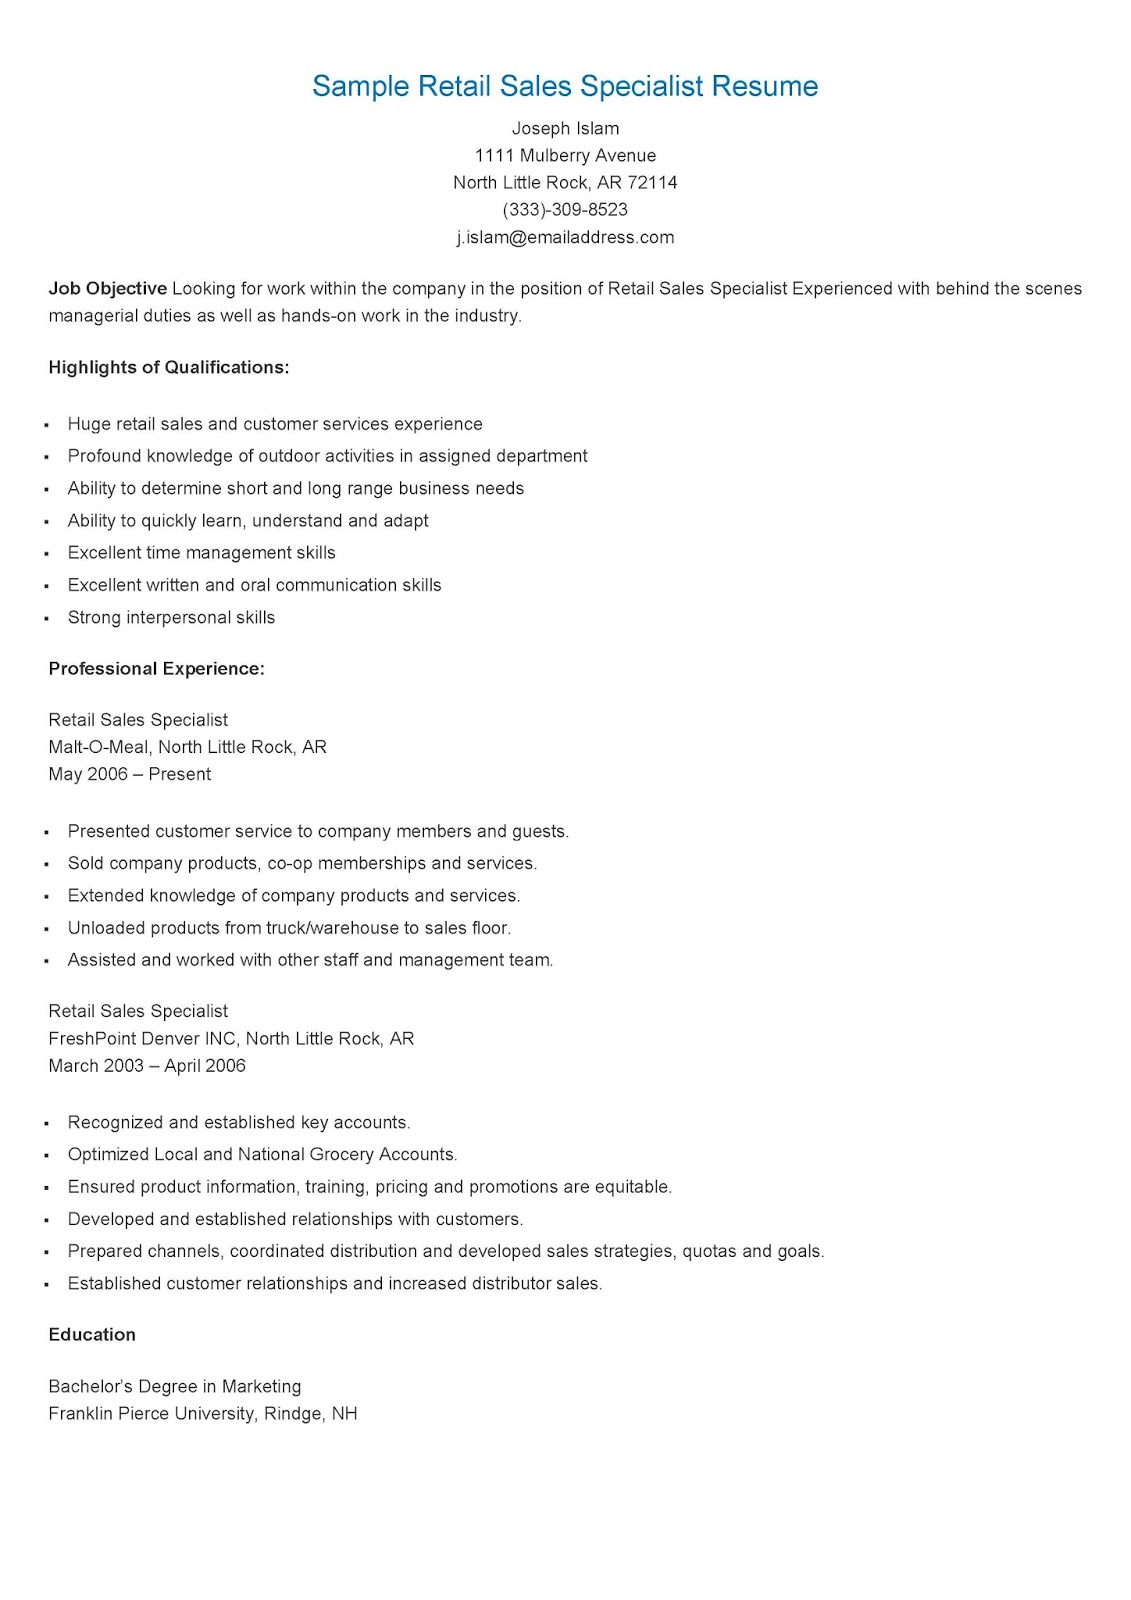 Sample Retail Sales Specialist Resume
Joseph Islam
1111 Mulberry Avenue
North Little Rock, AR 72114
(333)-309-8523
j.islam@emailaddress.com
Job Objective Looking for work within the company in the position of Retail Sales Specialist Experienced with behind the scenes
managerial duties as well as hands-on work in the industry.
Highlights of Qualifications:
▪ Huge retail sales and customer services experience
▪ Profound knowledge of outdoor activities in assigned department
▪ Ability to determine short and long range business needs
▪ Ability to quickly learn, understand and adapt
▪ Excellent time management skills
▪ Excellent written and oral communication skills
▪ Strong interpersonal skills
Professional Experience:
Retail Sales Specialist
Malt-O-Meal, North Little Rock, AR
May 2006 – Present
▪ Presented customer service to company members and guests.
▪ Sold company products, co-op memberships and services.
▪ Extended knowledge of company products and services.
▪ Unloaded products from truck/warehouse to sales floor.
▪ Assisted and worked with other staff and management team.
Retail Sales Specialist
FreshPoint Denver INC, North Little Rock, AR
March 2003 – April 2006
▪ Recognized and established key accounts.
▪ Optimized Local and National Grocery Accounts.
▪ Ensured product information, training, pricing and promotions are equitable.
▪ Developed and established relationships with customers.
▪ Prepared channels, coordinated distribution and developed sales strategies, quotas and goals.
▪ Established customer relationships and increased distributor sales.
Education
Bachelor’s Degree in Marketing
Franklin Pierce University, Rindge, NH